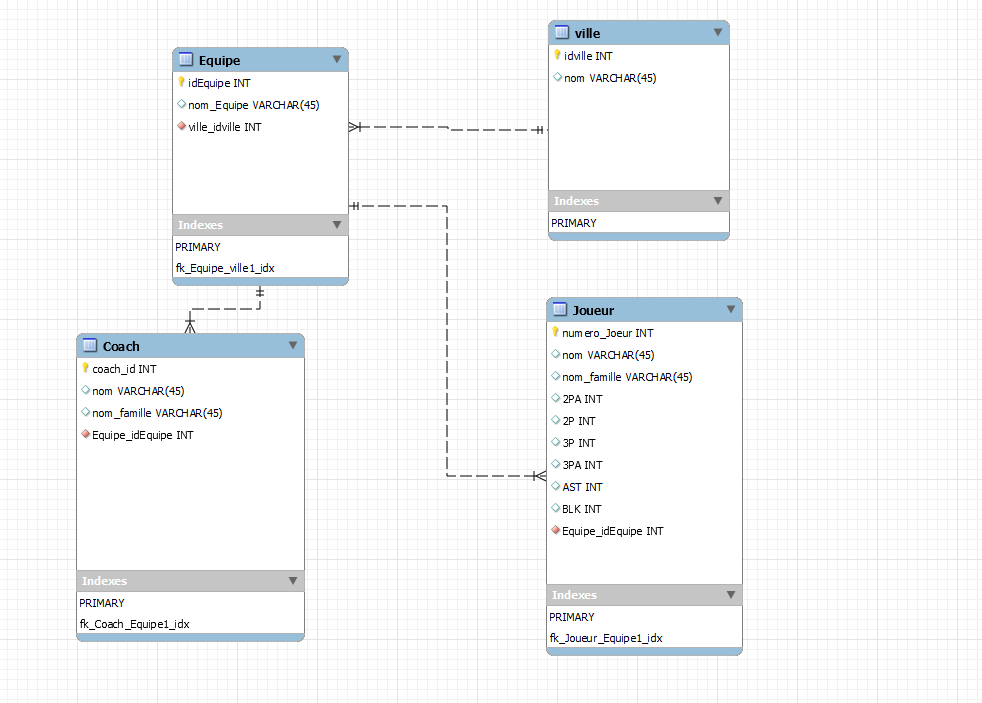 Equipe
idEquipe INT
nom_Equipe VARCHAR(45)
ville_idville INT
Indexes
PRIMARY
fk_Equipe_ville1_idx
ville
idville INT
nom VARCHAR(45)
Indexes
PRIMARY
Coach
coach_id INT
nom VARCHAR(45)
nom_famille VARCHAR(45)
Equipe_idEquipe INT
Indexes
PRIMARY
fk_Coach_Equipe1_idx
Joueur
numero_Joeur INT
nom VARCHAR(45)
nom_famille VARCHAR(45)
2PA INT
2P INT
3P INT
3PA INT
AST INT
BLK INT
Equipe_idEquipe INT
Indexes
PRIMARY
fk_Joueur_Equipe1_idx